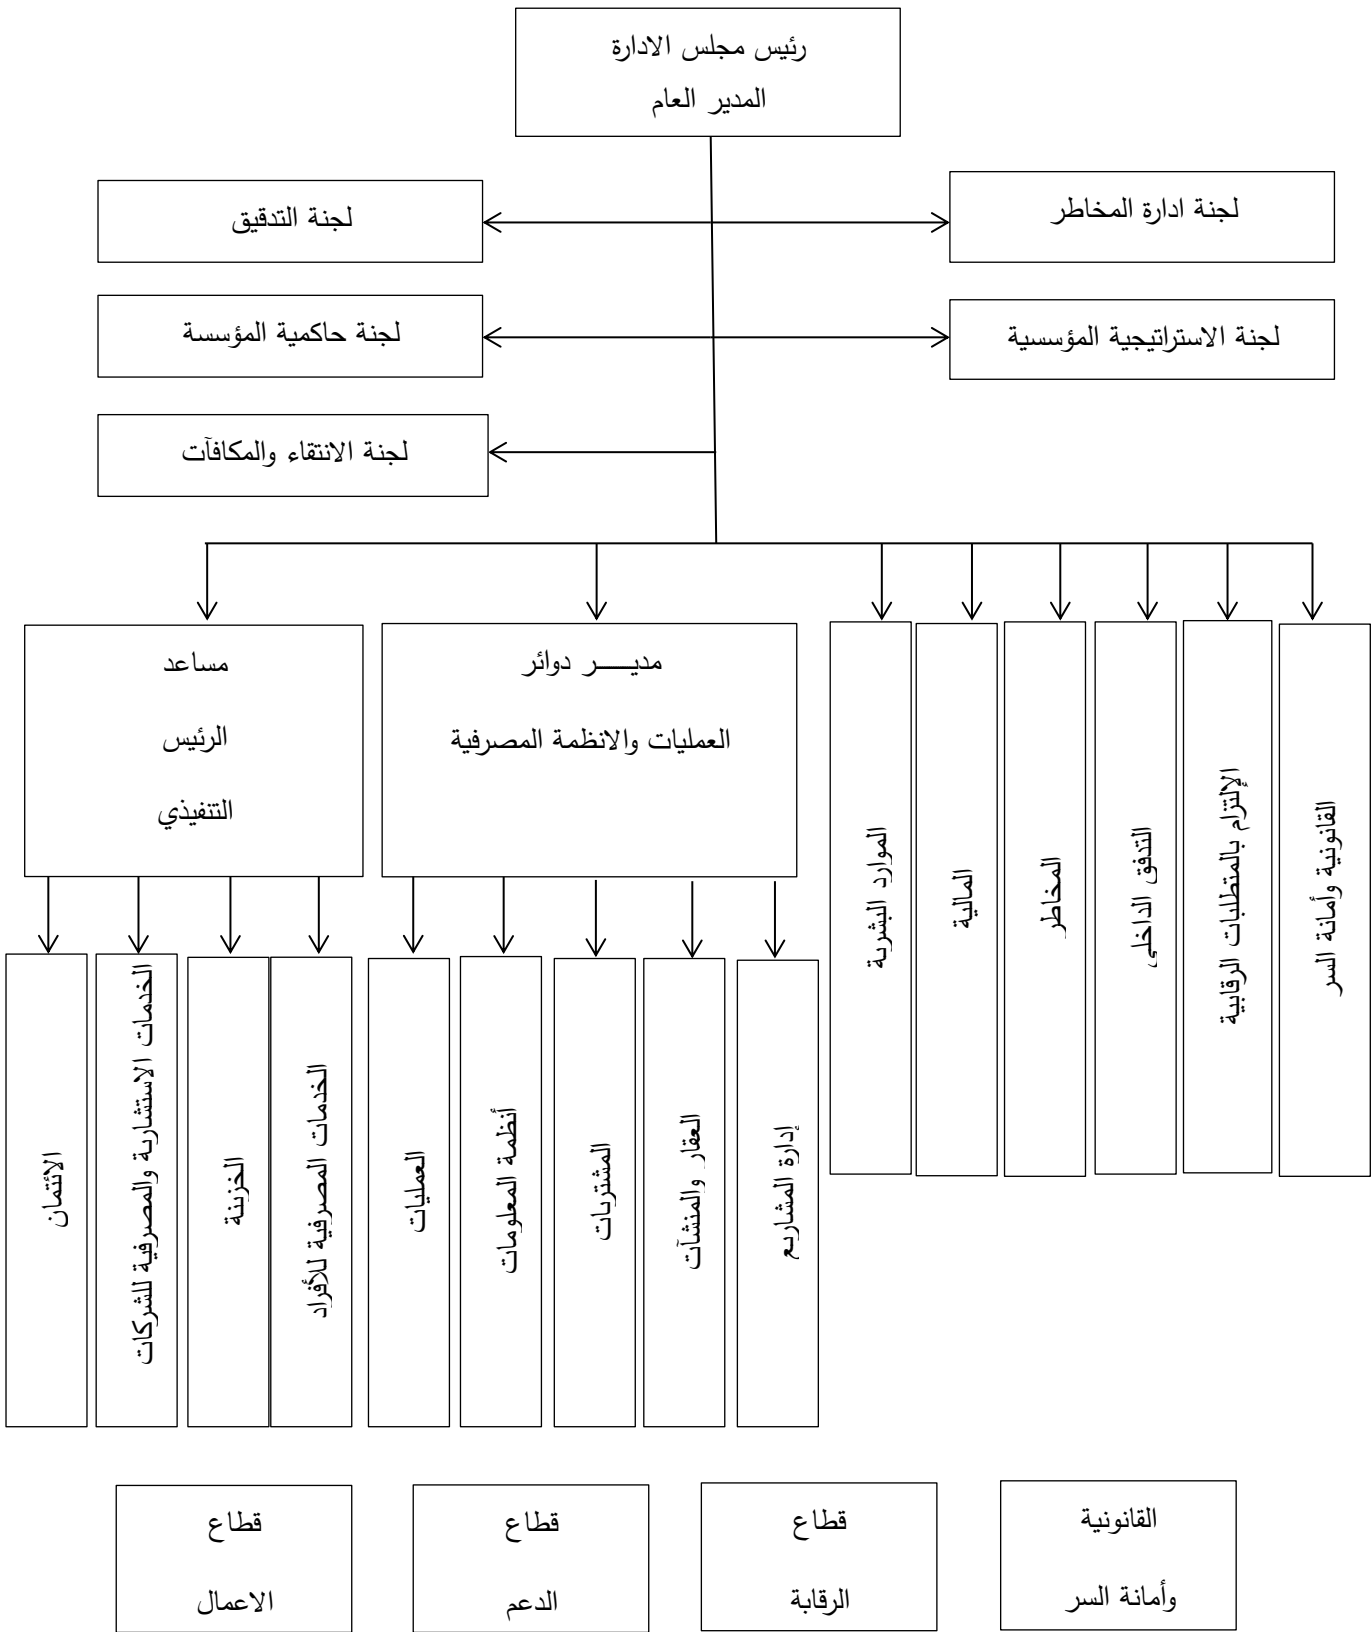 رئيس مجلس الادارة
المدير العام
لجنة ادارة المخاطر
لجنة التدقيق
لجنة الاستراتيجية المؤسسية
لجنة حاكمية المؤسسة
لجنة الانتقاء والمكافآت
القانونية وأمانة السر
الإلتزام بالمتطلبات الرقابية
التدفق الداخلي
المخاطر
المالية
الموارد البشرية
مديـــــر دوائر
العمليات والانظمة المصرفية
مساعد
الرئيس
التنفيذي
إدارة المشاريع
العقار والمنشآت
المشتريات
أنظمة المعلومات
العمليات
الخدمات المصرفية للأفراد
الخزينة
الخدمات الاستشارية والمصرفية للشركات
الائتمان
القانونية
وأمانة السر
قطاع
الرقابة
قطاع
الدعم
قطاع
الاعمال